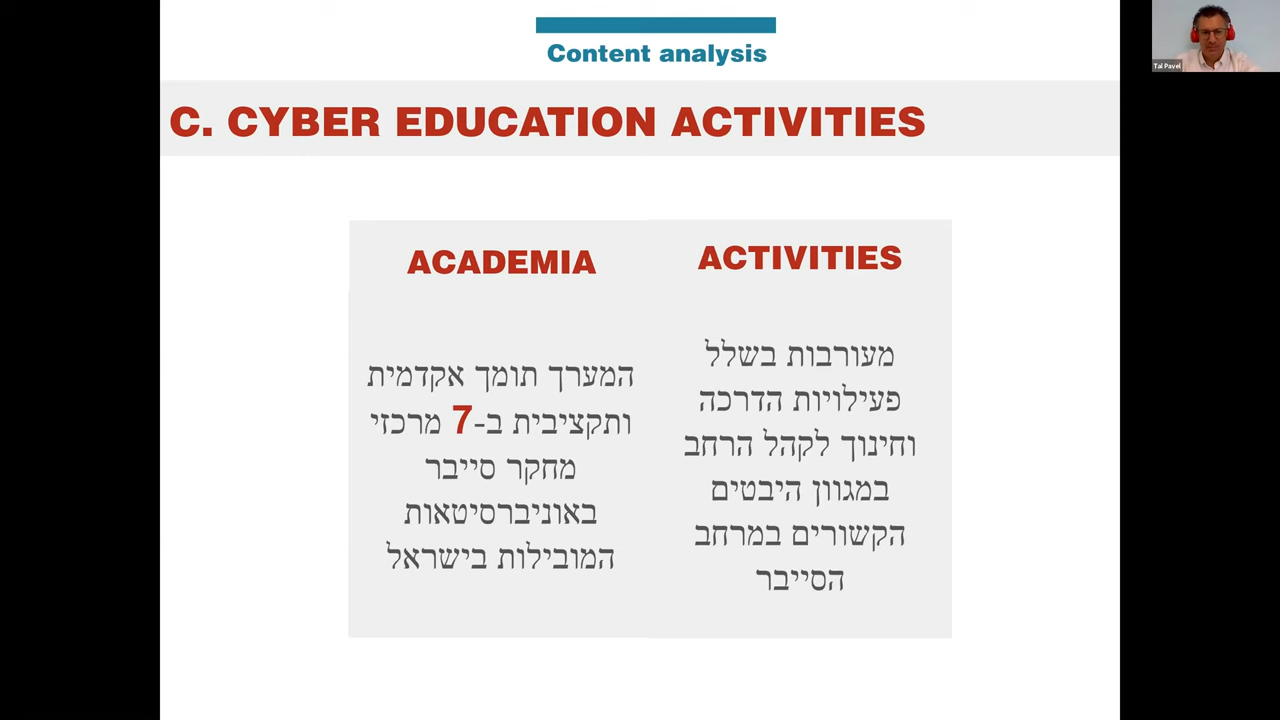 Content analysis
C. CYBER EDUCATION ACTIVITIES
ACADEMIA
המערך תומך אקדמית
ותקציבית ב-7 מרכזי
מחקר סייבר
באוניברסיטאות
המובילות בישראל
ACTIVITIES
מעורבות בשלל
פעילויות הדרכה
וחינוך לקהל הרחב
במגוון היבטים
הקשורים במרחב
הסייבר
Tal Pavel